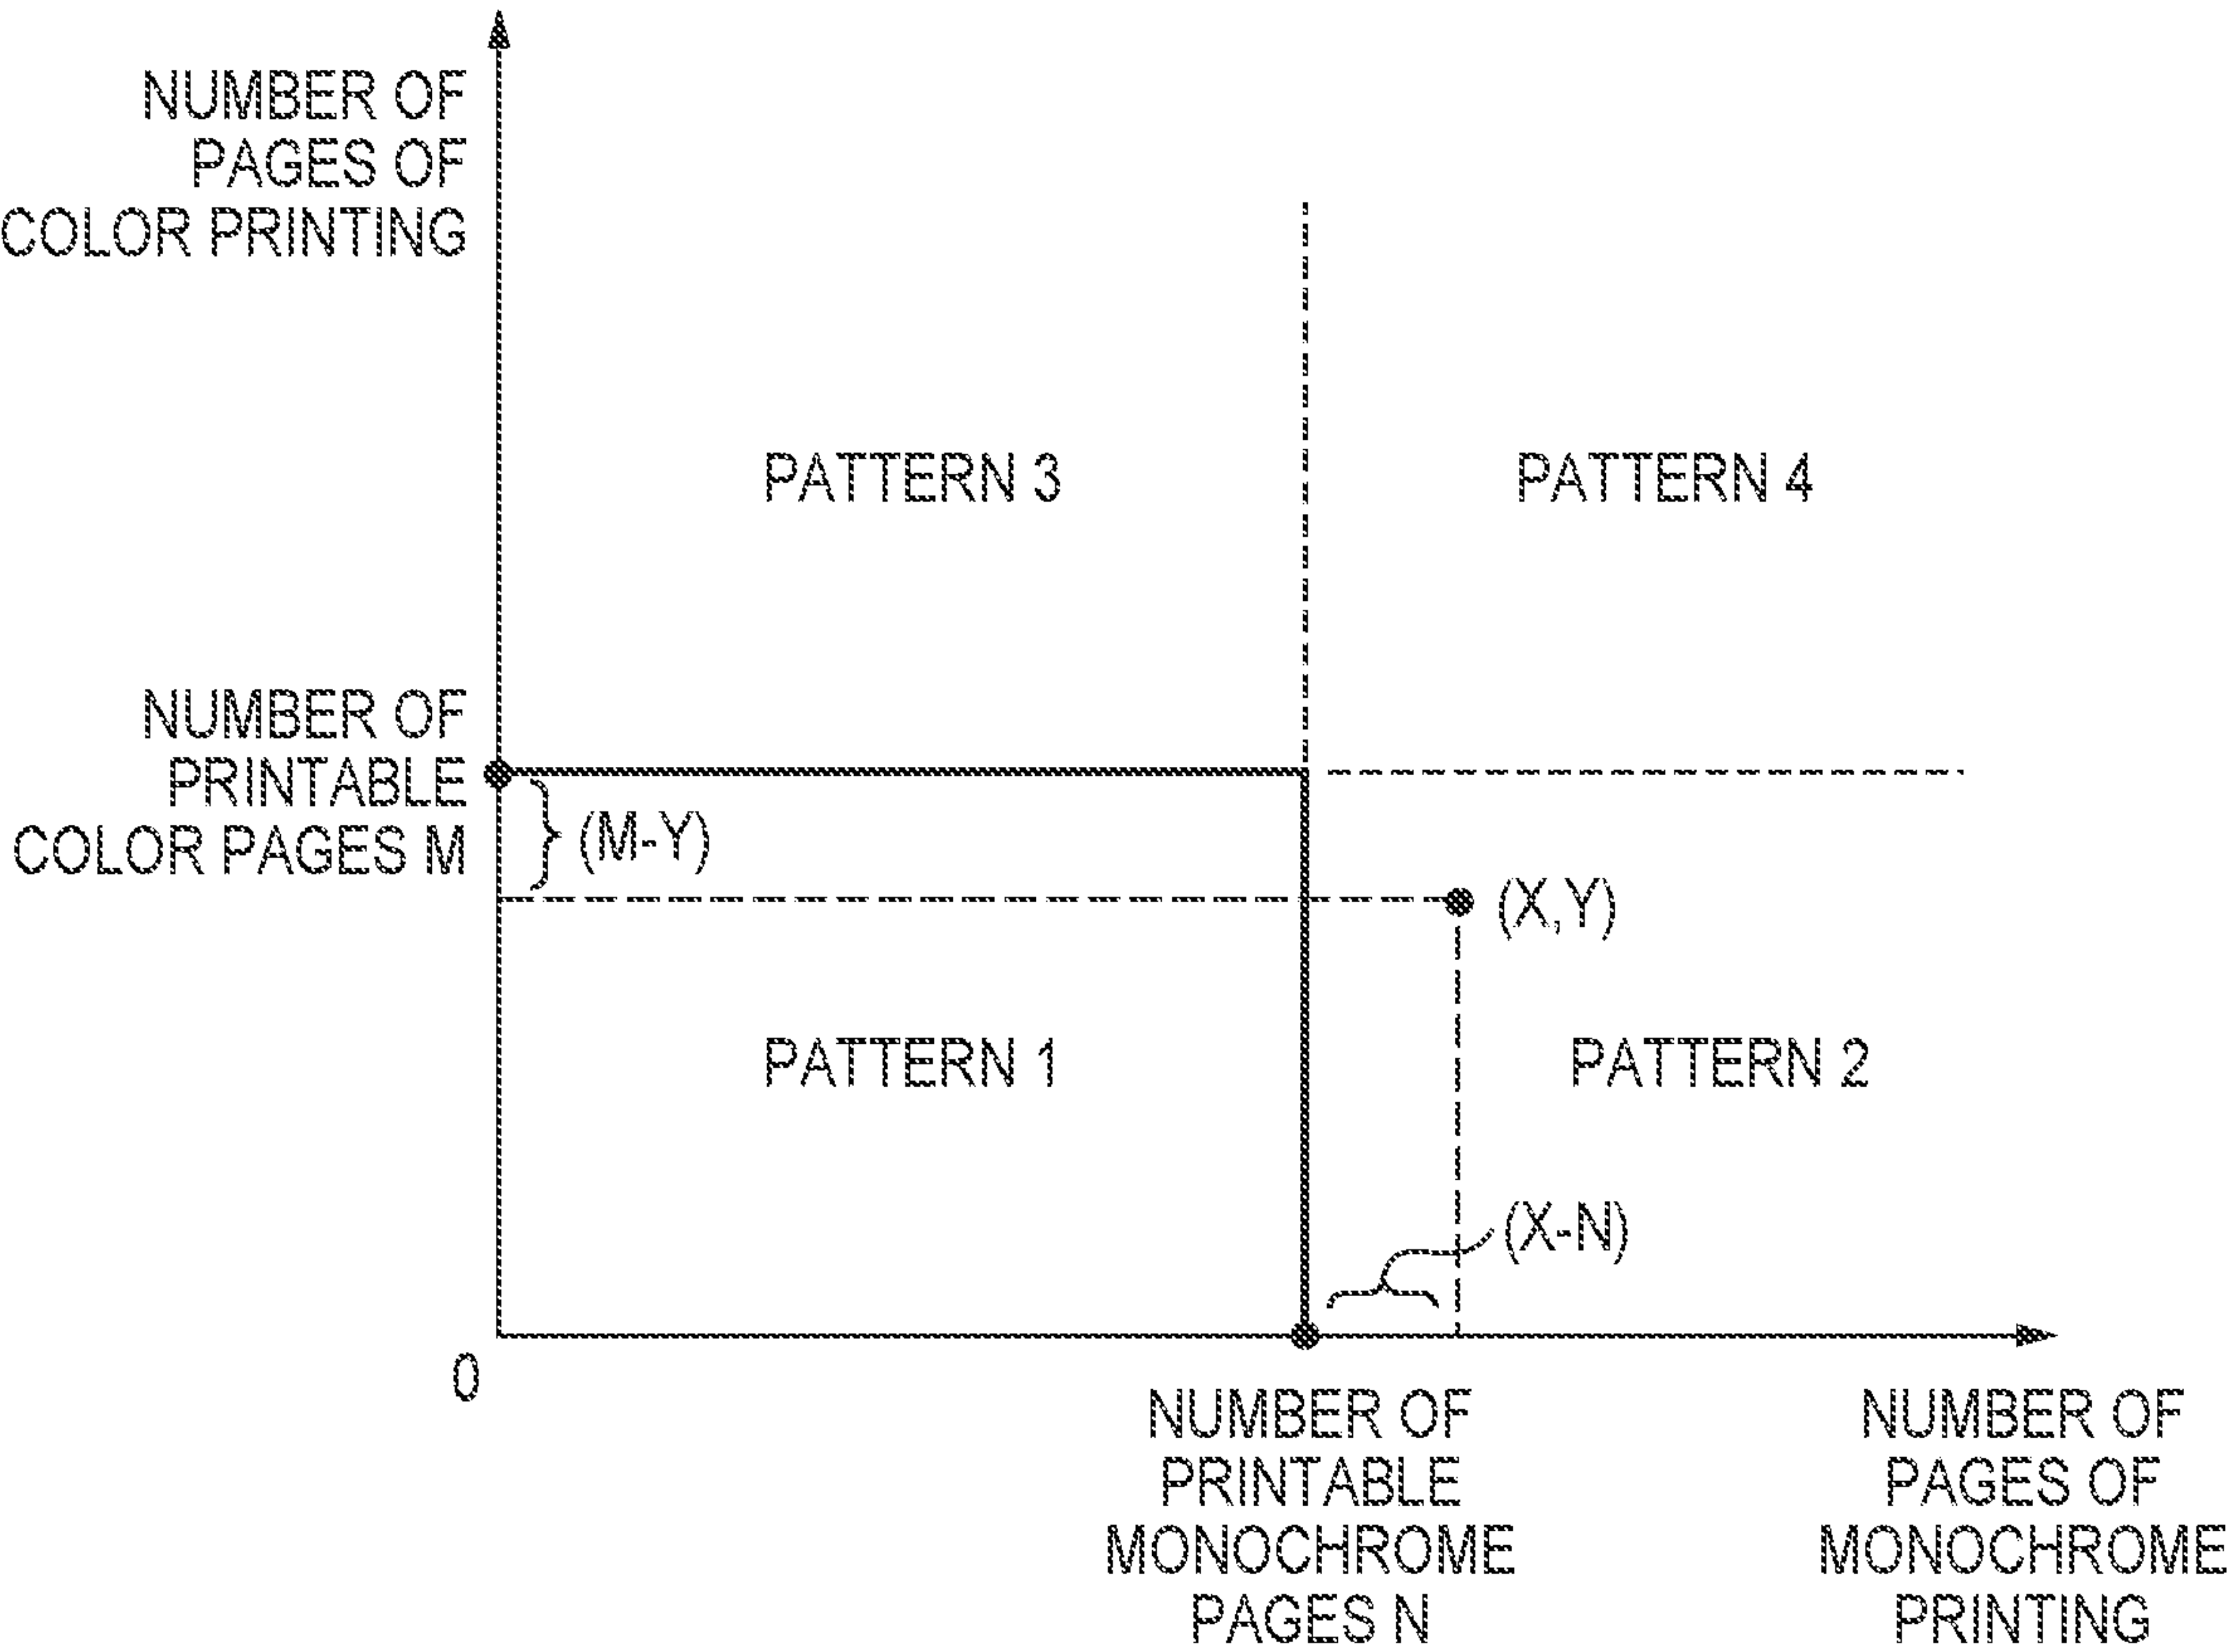 NUMBER OF
PAGES OF
COLOR PRINTING
PATTERN 3
PATTERN 4
NUMBER OF
PRINTABLE
COLOR PAGES M
(M-Y)
(X,Y)
PATTERN 1
PATTERN 2
(X-N)
0
NUMBER OF
PRINTABLE
MONOCHROME
PAGES N
NUMBER OF
PAGES OF
MONOCHROME
PRINTING